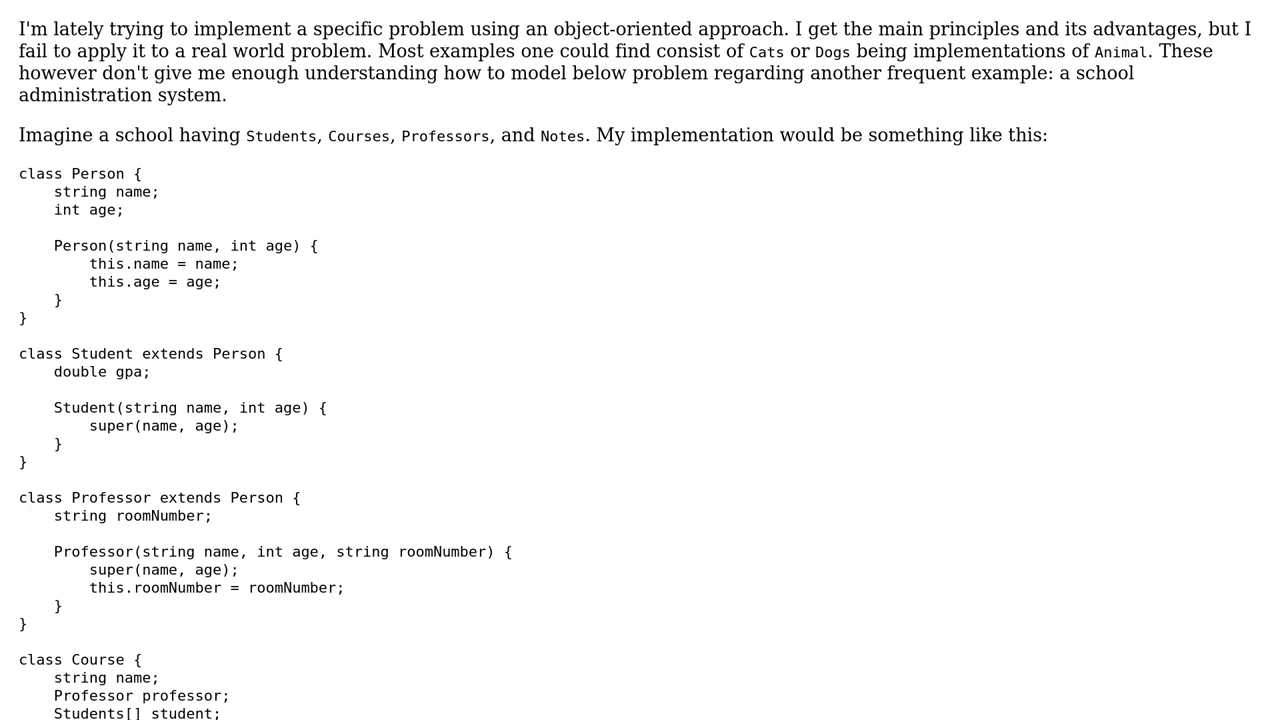 I'm lately trying to implement a specific problem using an object-oriented approach. I get the main principles and its advantages, but I
fail to apply it to a real world problem. Most examples one could find consist of Cats or Dogs being implementations of Animal. These
however don't give me enough understanding how to model below problem regarding another frequent example: a school
administration system.
Imagine a school having Students, Courses, Professors, and Notes. My implementation would be something like this:
class Person {
    string name;
    int age;
    Person(string name, int age) {
        this.name = name;
        this.age = age;
    }
}
class Student extends Person {
    double gpa;
    Student(string name, int age) {
        super(name, age);
    }
}
class Professor extends Person {
    string roomNumber;
    Professor(string name, int age, string roomNumber) {
        super(name, age);
        this.roomNumber = roomNumber;
    }
}
class Course {
    string name;
    Professor professor;
    Students[] student;